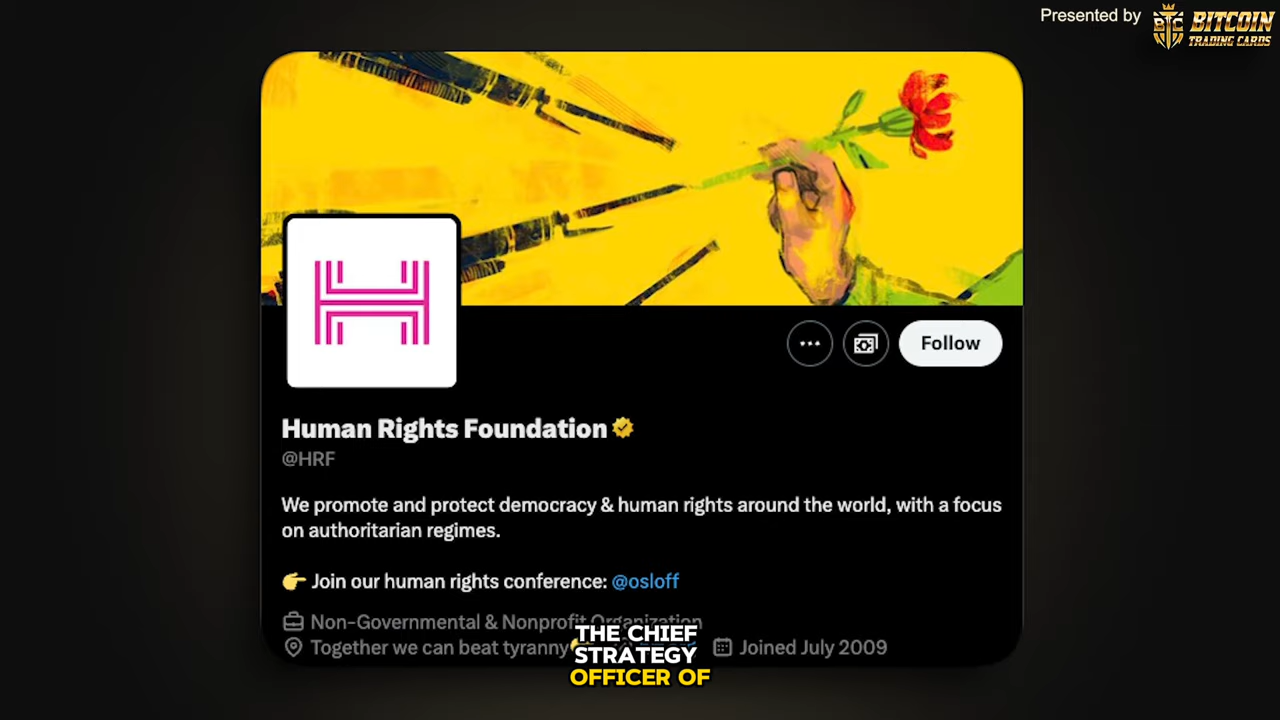 Presented by
BTC
BITCOIN
TRADING CARDS
Human Rights Foundation
@HRF
Follow
We promote and protect democracy & human rights around the world, with a focus
on authoritarian regimes.
👉 Join our human rights conference: @osloff
Non-Governmental & Nonprofit Organization
Together we can beat tyranny
Joined July 2009
THE CHIEF
STRATEGY
OFFICER OF